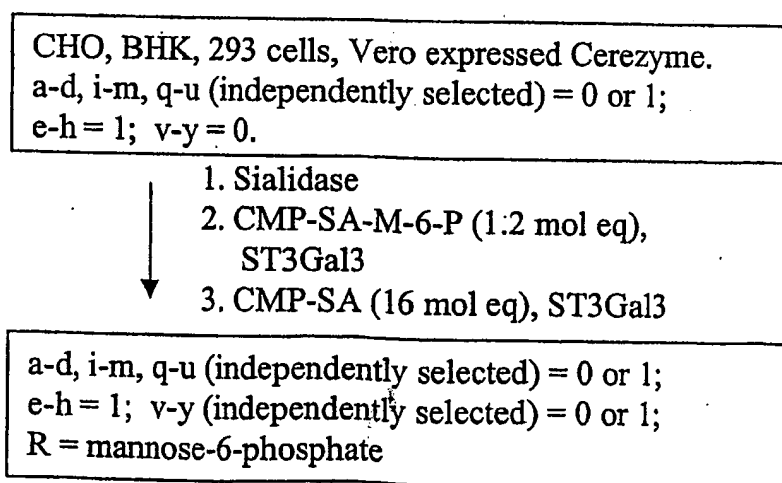 CHO, BHK, 293 cells, Vero expressed Cerezyme.
a-d, i-m, q-u (independently selected) = 0 or 1;
e-h = 1; v-y = 0.
1. Sialidase
2. CMP-SA-M-6-P (1:2 mol eq),
ST3Gal3
3. CMP-SA (16 mol eq), ST3Gal3
a-d, i-m, q-u (independently selected) = 0 or 1;
e-h = 1; v-y (independently selected) = 0 or 1;
R = mannose-6-phosphate